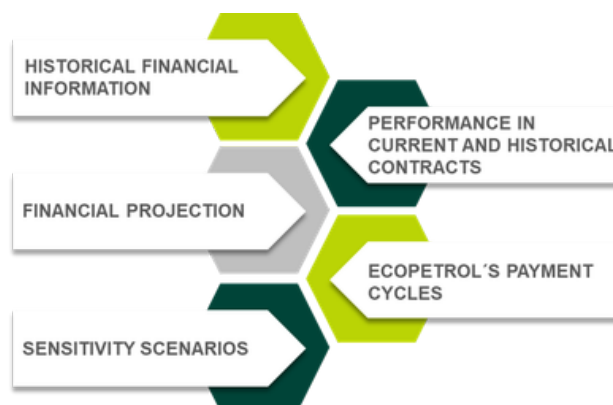 HISTORICAL FINANCIAL
INFORMATION
PERFORMANCE IN
CURRENT AND HISTORICAL
CONTRACTS
FINANCIAL PROJECTION
ECOPETROL´S PAYMENT
CYCLES
SENSITIVITY SCENARIOS